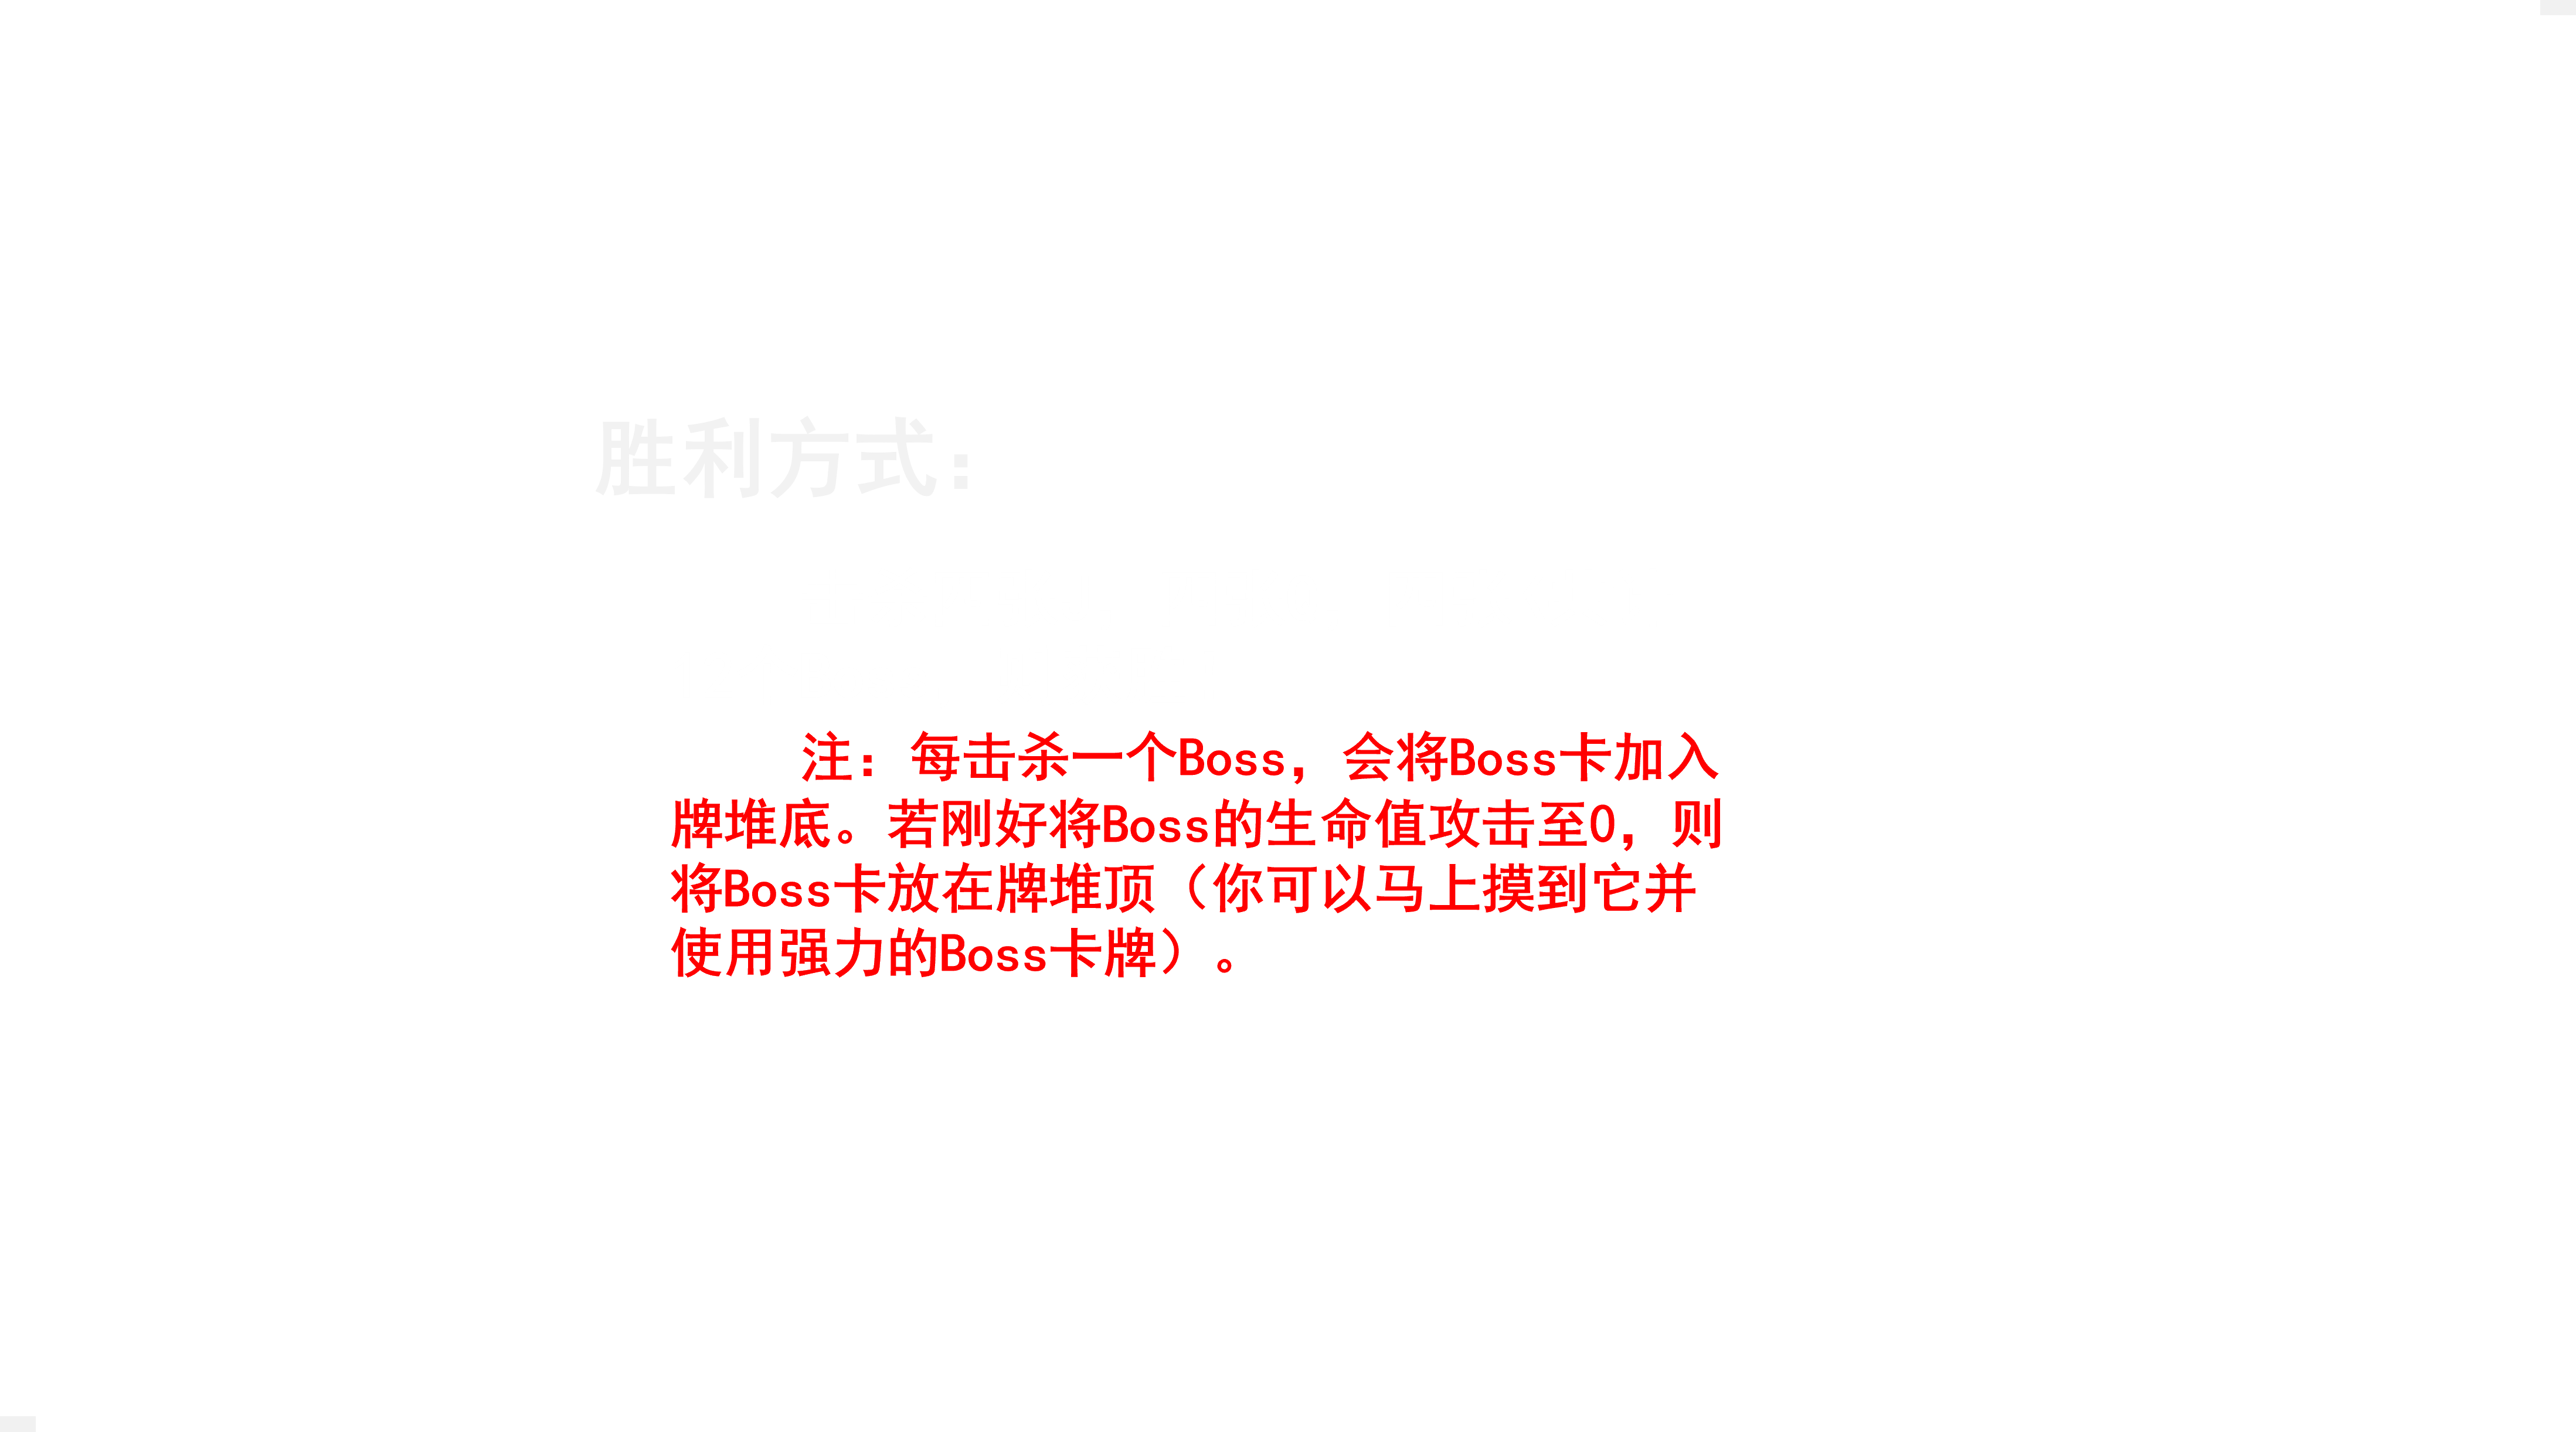 胜利方式：
注：每击杀一个Boss，会将Boss卡加入
牌堆底。若刚好将Boss的生命值攻击至0，则
将Boss卡放在牌堆顶（你可以马上摸到它并
使用强力的Boss卡牌）。